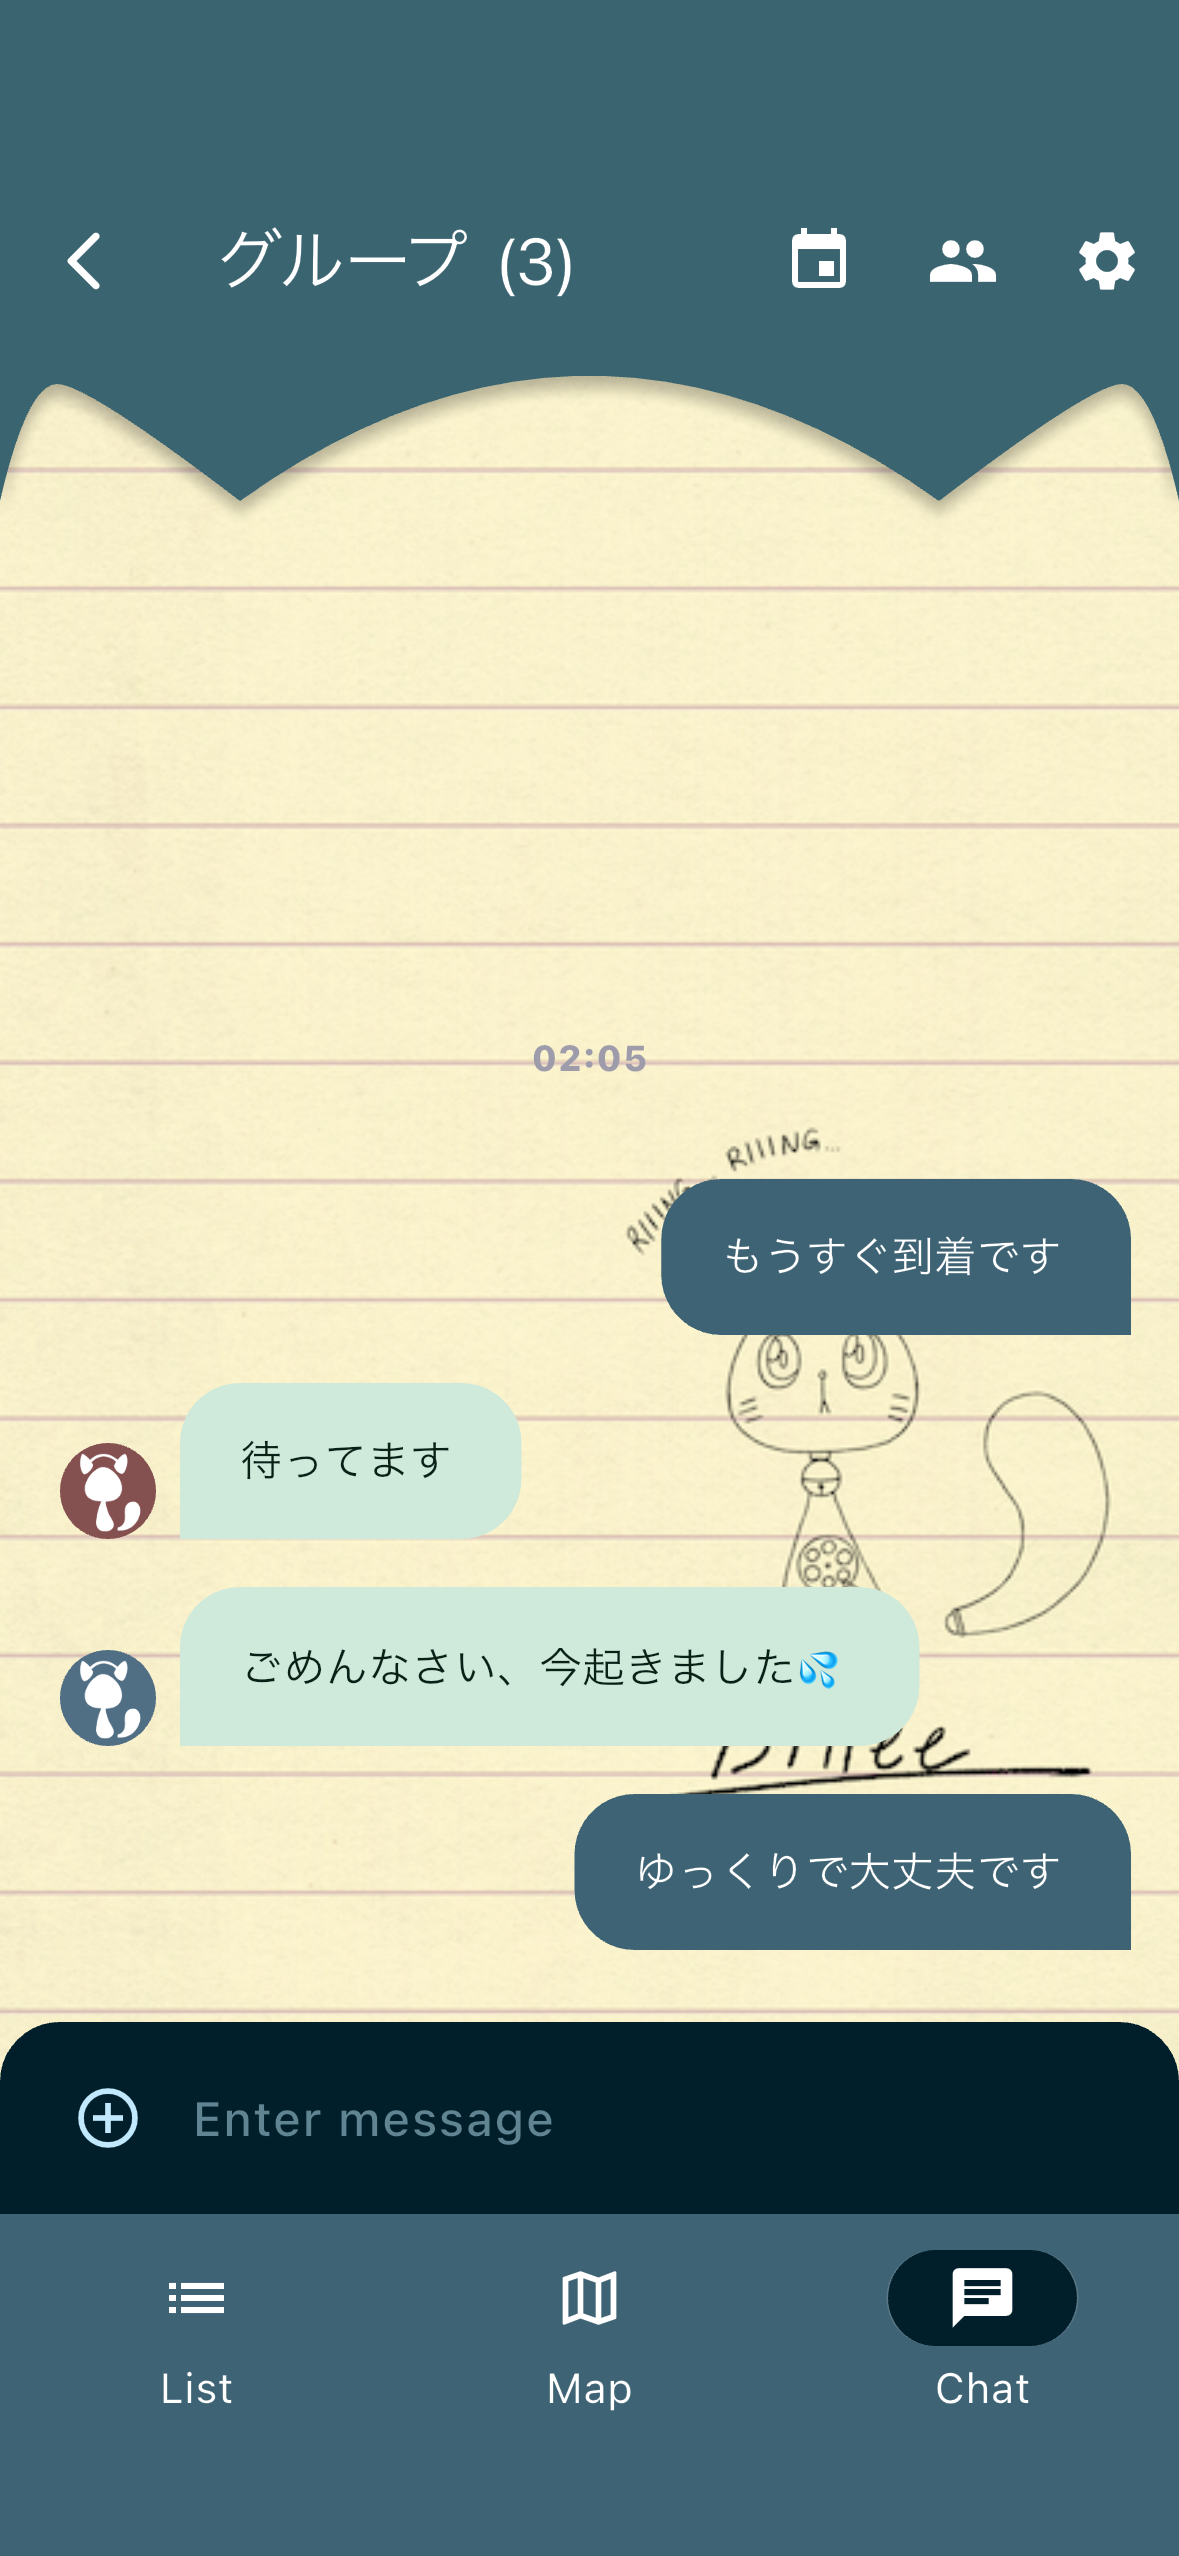 グループ (3)
02:05
RIIING...
RIIING
もうすぐ到着です
待ってます
ごめんなさい、今起きました💦
ゆっくりで大丈夫です
Enter message
List
Map
Chat